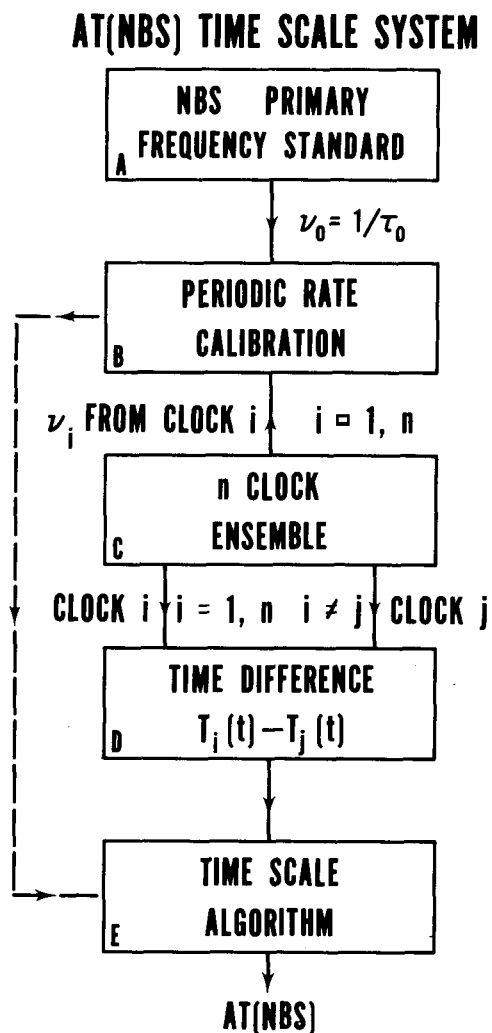 AT(NBS) TIME SCALE SYSTEM
NBS PRIMARY
FREQUENCY STANDARD
A
ν₀ = 1/τ₀
PERIODIC RATE
CALIBRATION
B
νᵢ FROM CLOCK i i = 1, n
n CLOCK
ENSEMBLE
C
CLOCK i i = 1, n i ≠ j CLOCK j
TIME DIFFERENCE
Tᵢ(t) – Tⱼ(t)
D
TIME SCALE
ALGORITHM
E
AT(NBS)